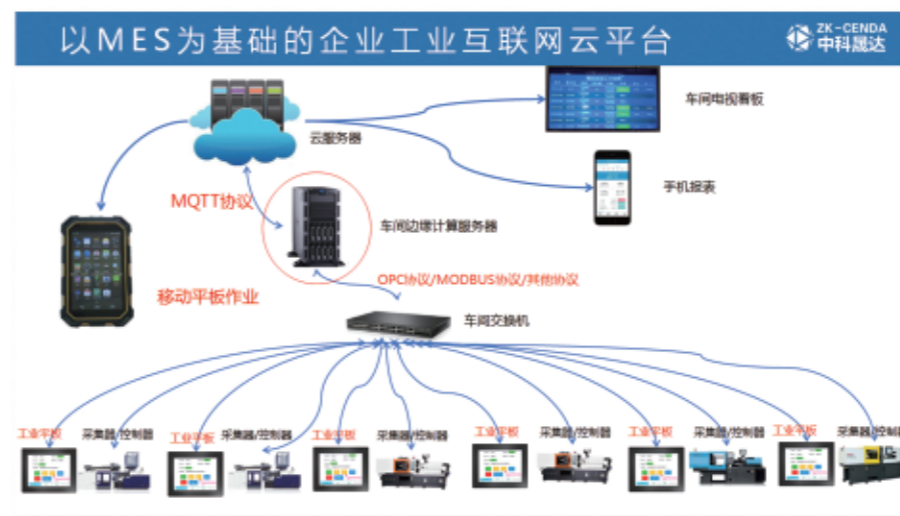 以MES为基础的企业工业互联网云平台
ZK-CENDA
中科晟达
云服务器
车间电视看板
手机报表
MQTT协议
车间边缘计算服务器
移动平板作业
OPC协议/MODBUS协议/其他协议
车间交换机
工业平板
采集器/控制器
工业平板
采集器/控制器
工业平板
采集器/控制器
工业平板
采集器/控制器
工业平板
采集器/控制器
工业平板
采集器/控制